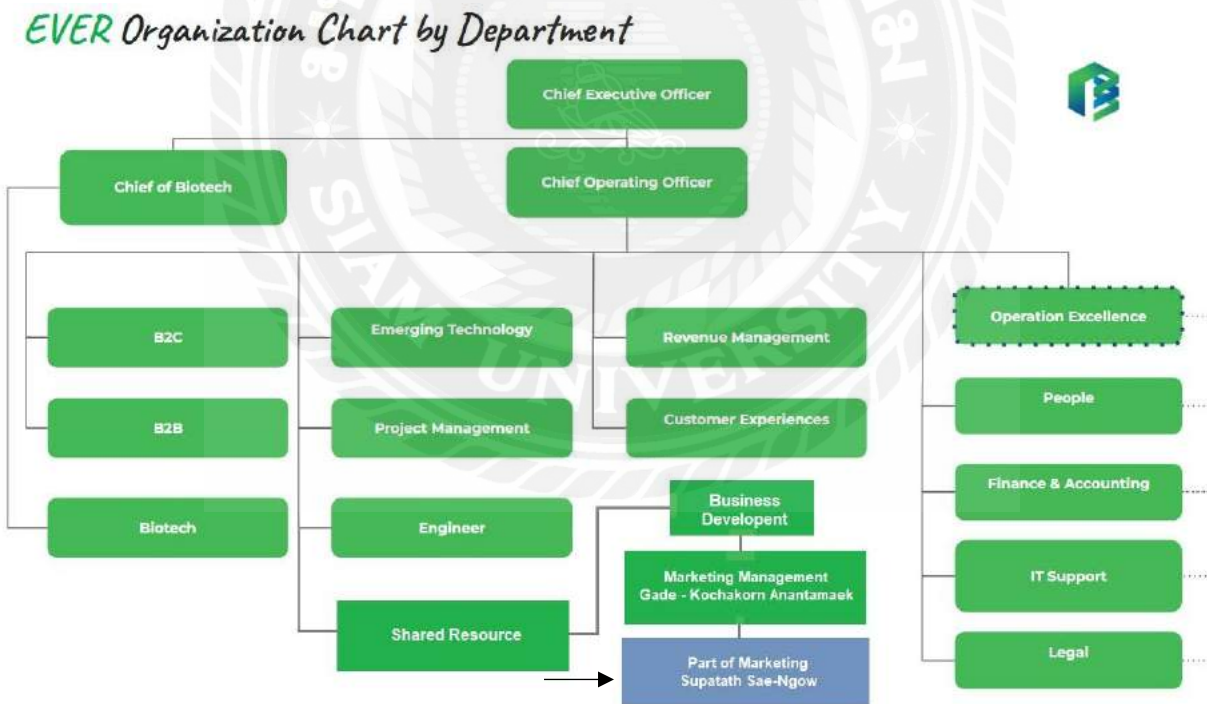 EVER Organization Chart by Department
Chief Executive Officer
Chief of Biotech
Chief Operating Officer
B2C
Emerging Technology
Revenue Management
Operation Excellence
B2B
Project Management
Customer Experiences
People
Biotech
Engineer
Business
Developent
Finance & Accounting
Marketing Management
Gade - Kochakorn Anantamaek
IT Support
Shared Resource
Part of Marketing
Supatath Sae-Ngow
Legal
SIAM UNIVERSITY